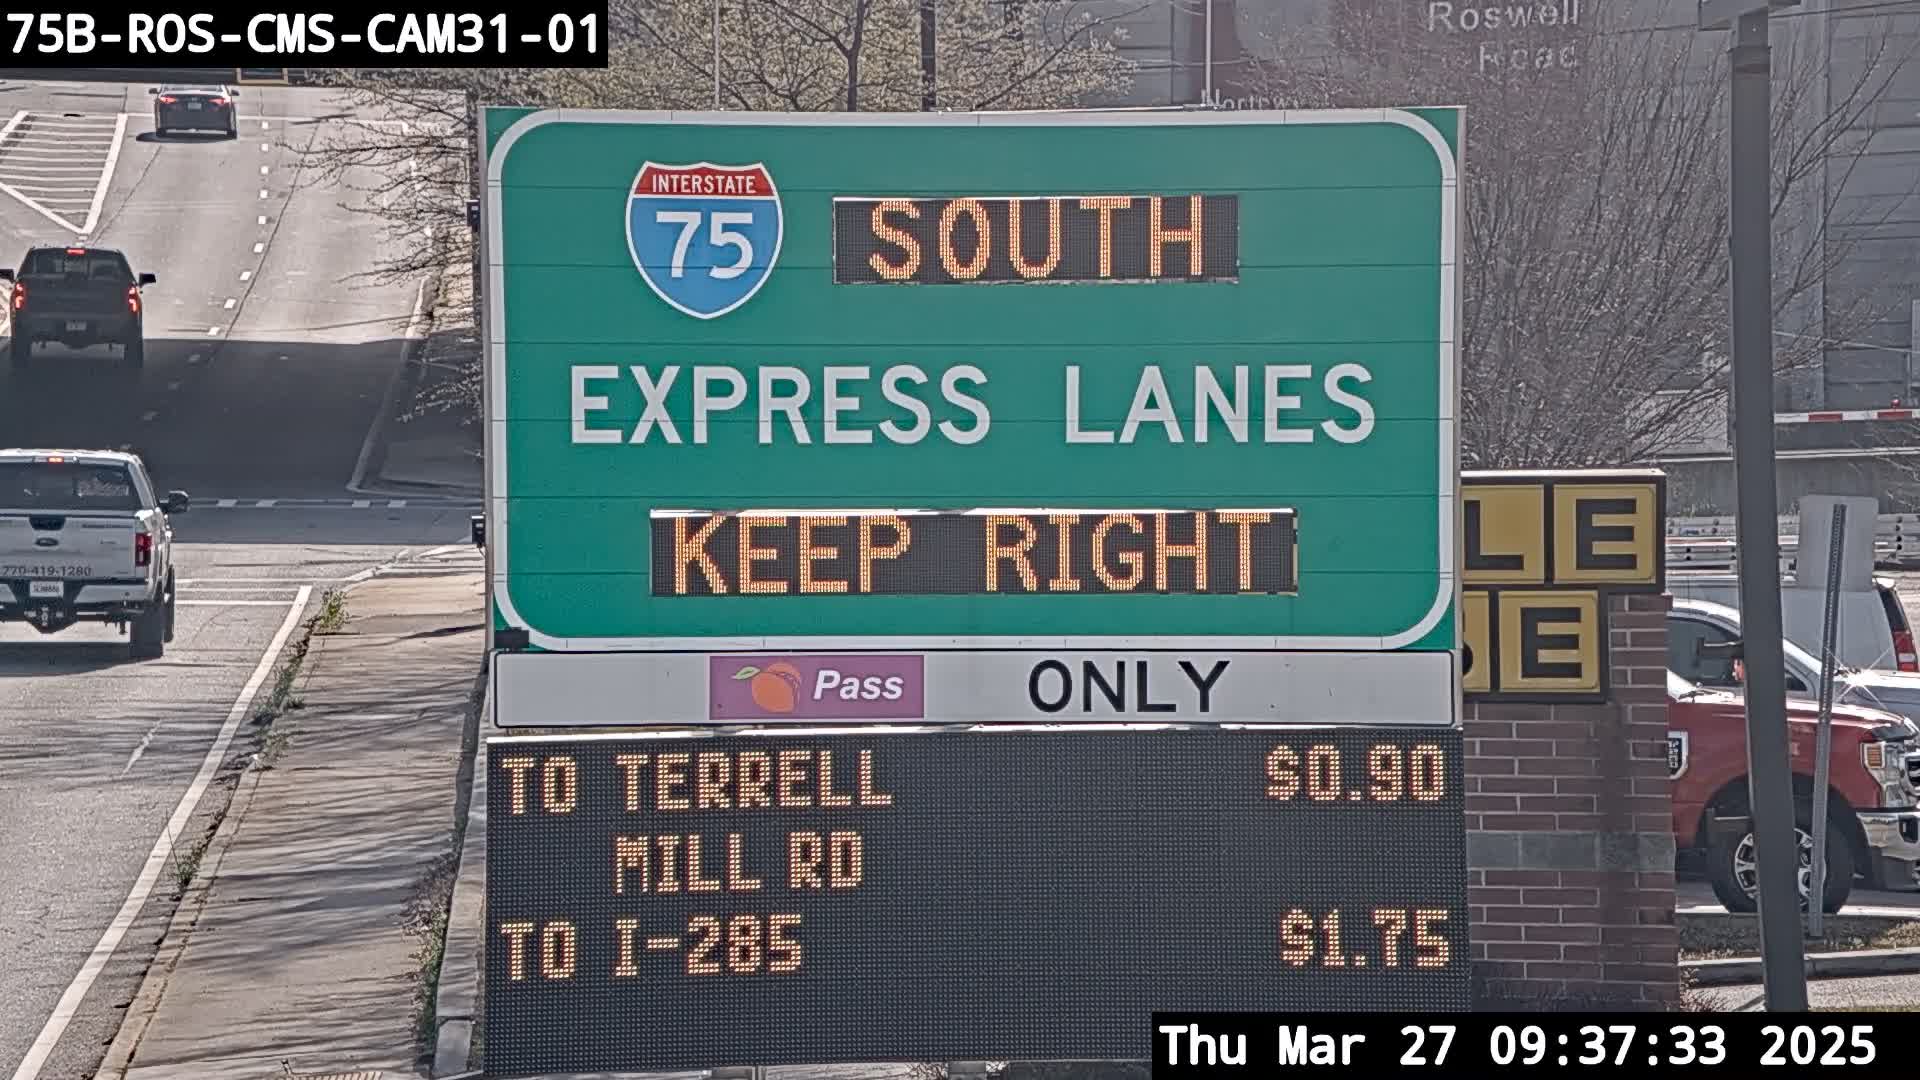 75B-ROS-CMS-CAM31-01
Roswell
Road
INTERSTATE
75
SOUTH
EXPRESS LANES
KEEP RIGHT
Pass
ONLY
TO TERRELL $0.90
MILL RD
TO I-285 $1.75
LE
E
770-419-1280
Thu Mar 27 09:37:33 2025